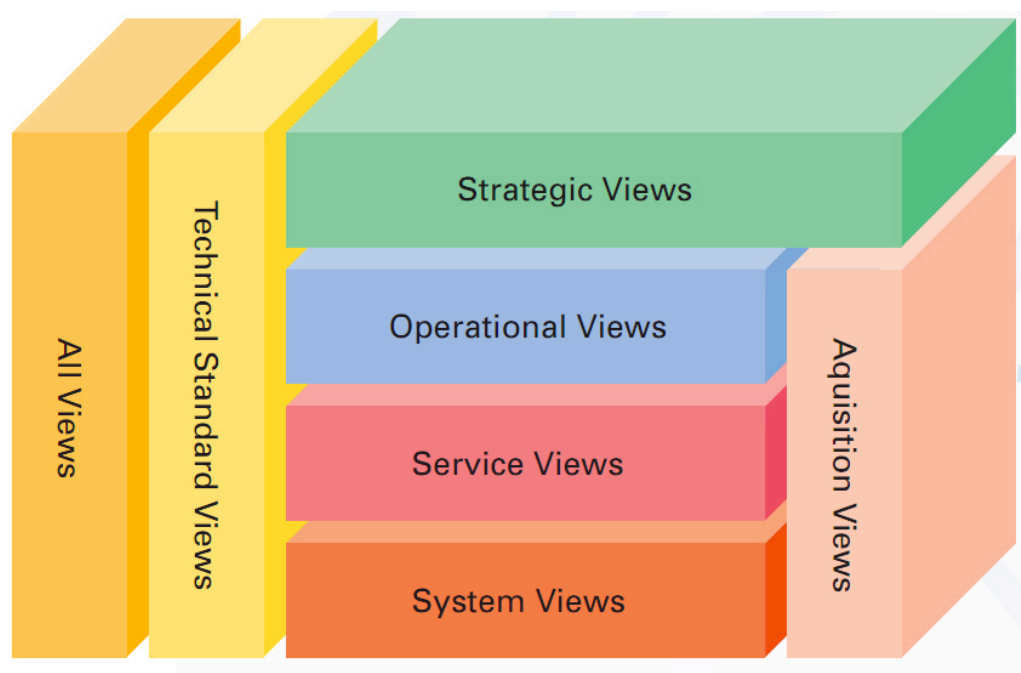 All Views
Technical Standard Views
Strategic Views
Operational Views
Service Views
System Views
Aquisition Views